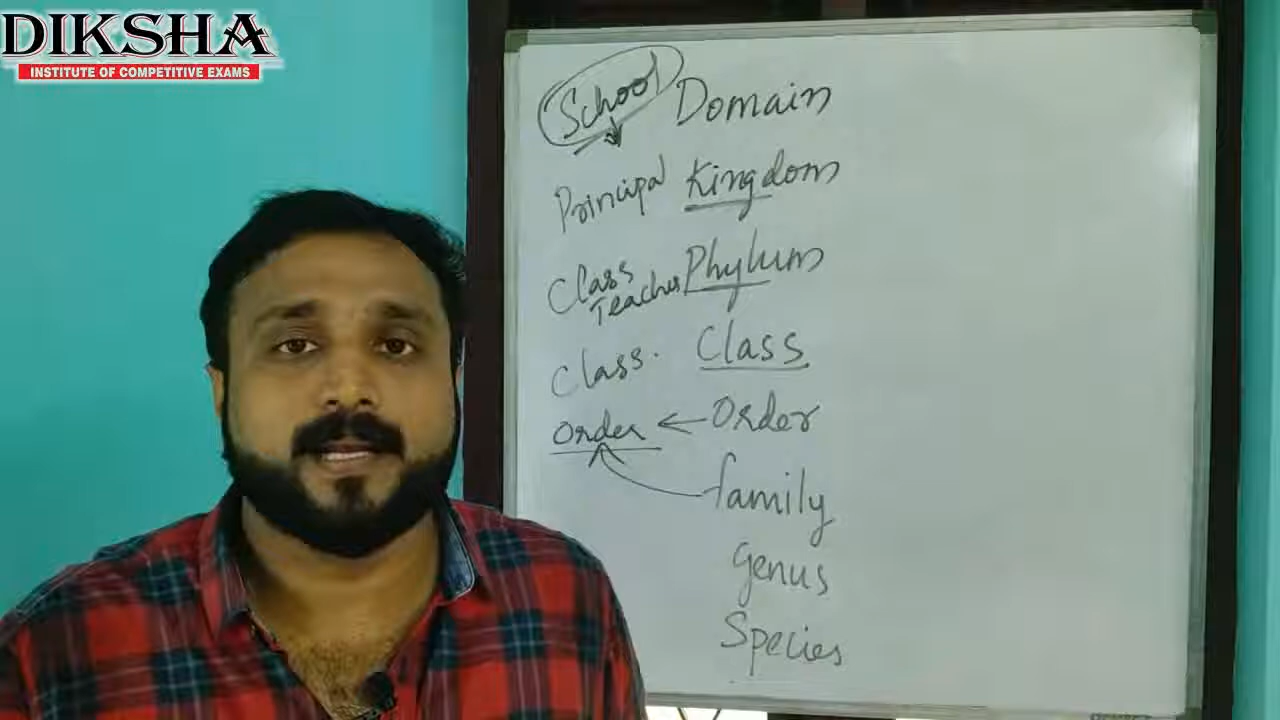 DIKSHA
INSTITUTE OF COMPETITIVE EXAMS
School Domain
Principal Kingdom
Class Teacher Phylum
Class. Class
Order ← Order
family
Genus
Species